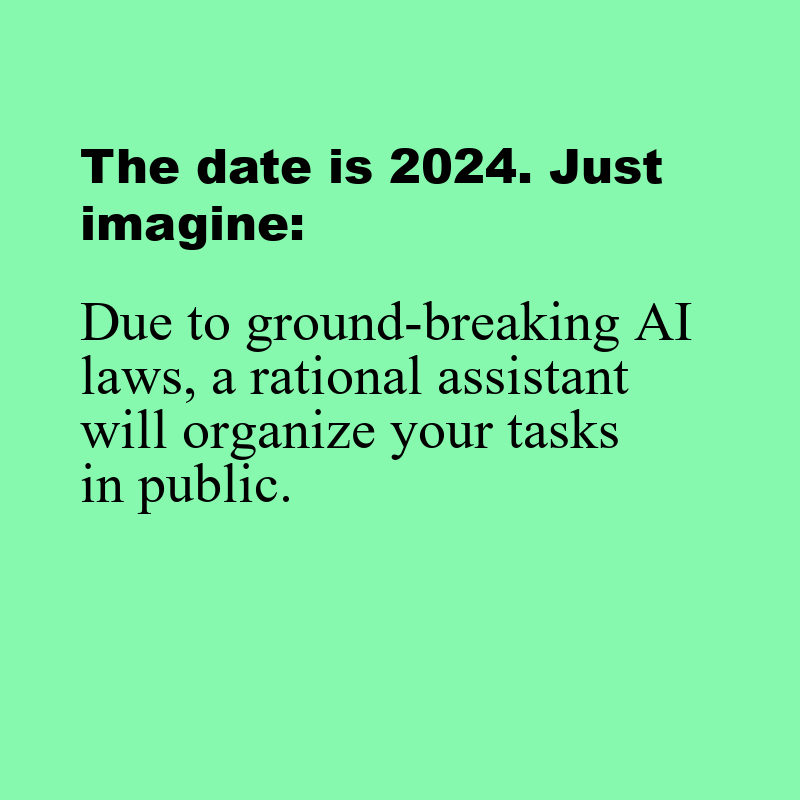 The date is 2024. Just
imagine:
Due to ground-breaking AI
laws, a rational assistant
will organize your tasks
in public.